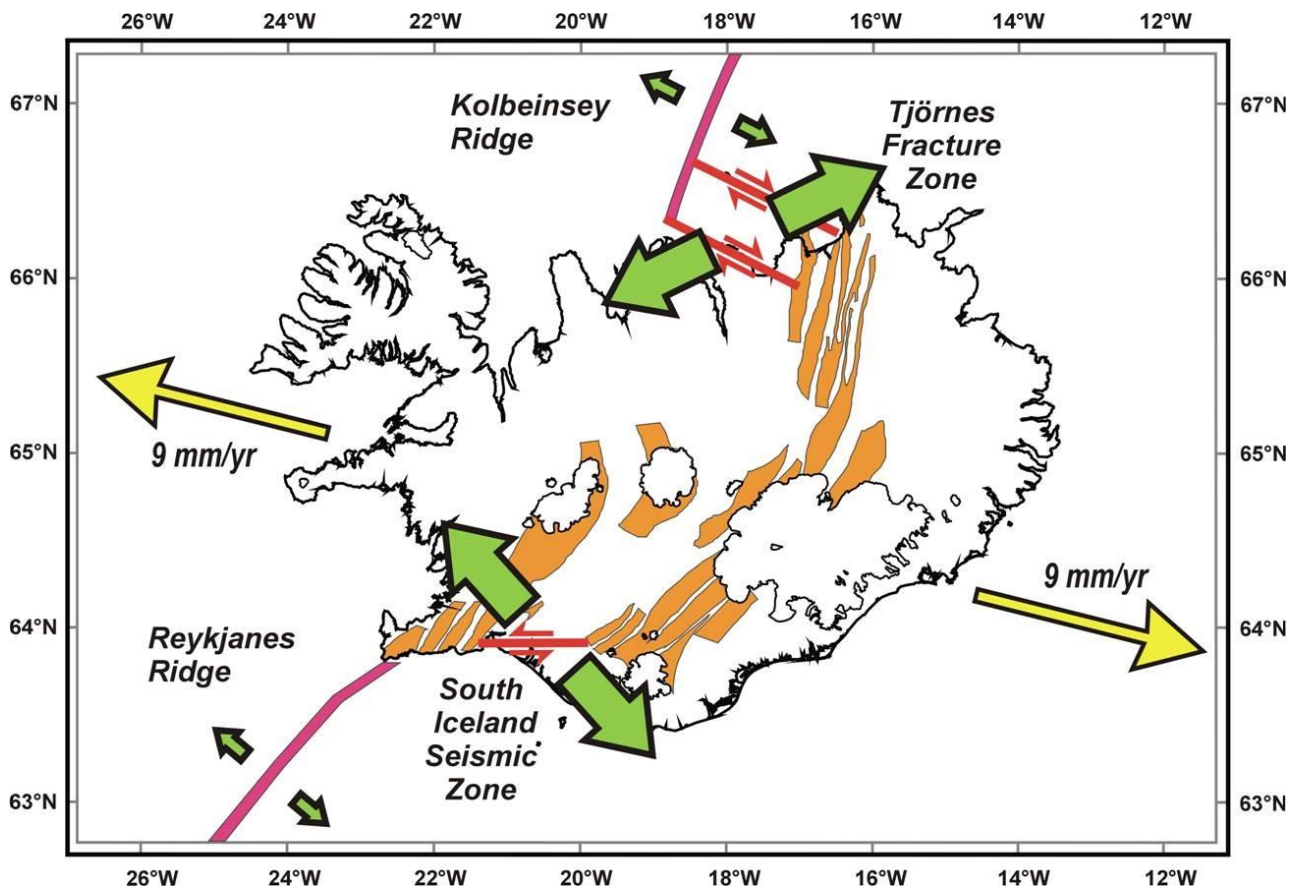 26°W 24°W 22°W 20°W 18°W 16°W 14°W 12°W
67°N
67°N
Kolbeinsey
Ridge
Tjörnes
Fracture
Zone
66°N
66°N
9 mm/yr
65°N
65°N
9 mm/yr
64°N
64°N
Reykjanes
Ridge
South
Iceland
Seismic
Zone
63°N
63°N
26°W 24°W 22°W 20°W 18°W 16°W 14°W 12°W